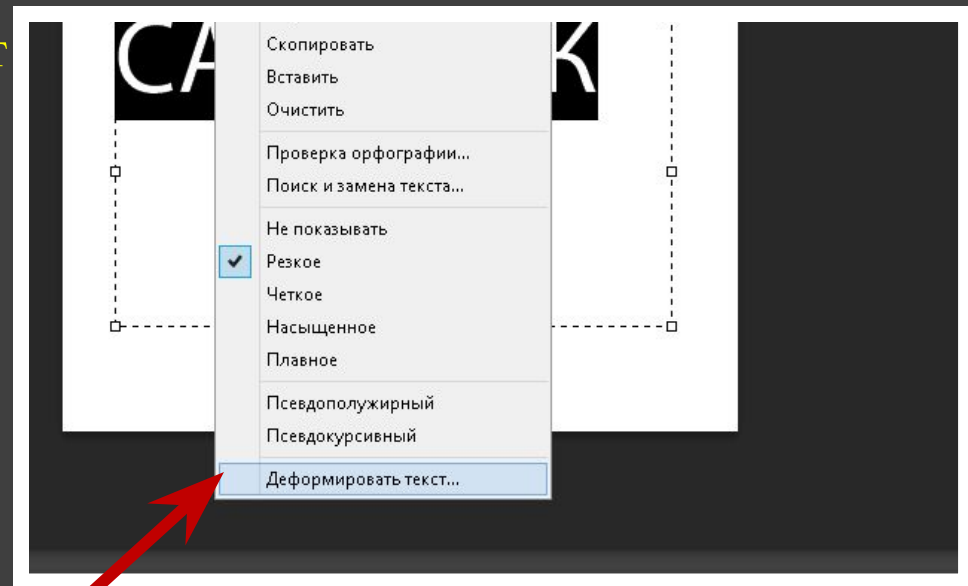 Скопировать
Вставить
Очистить
Проверка орфографии...
Поиск и замена текста...
Не показывать
Резкое
Четкое
Насыщенное
Плавное
Псевдополужирный
Псевдокурсивный
Деформировать текст...